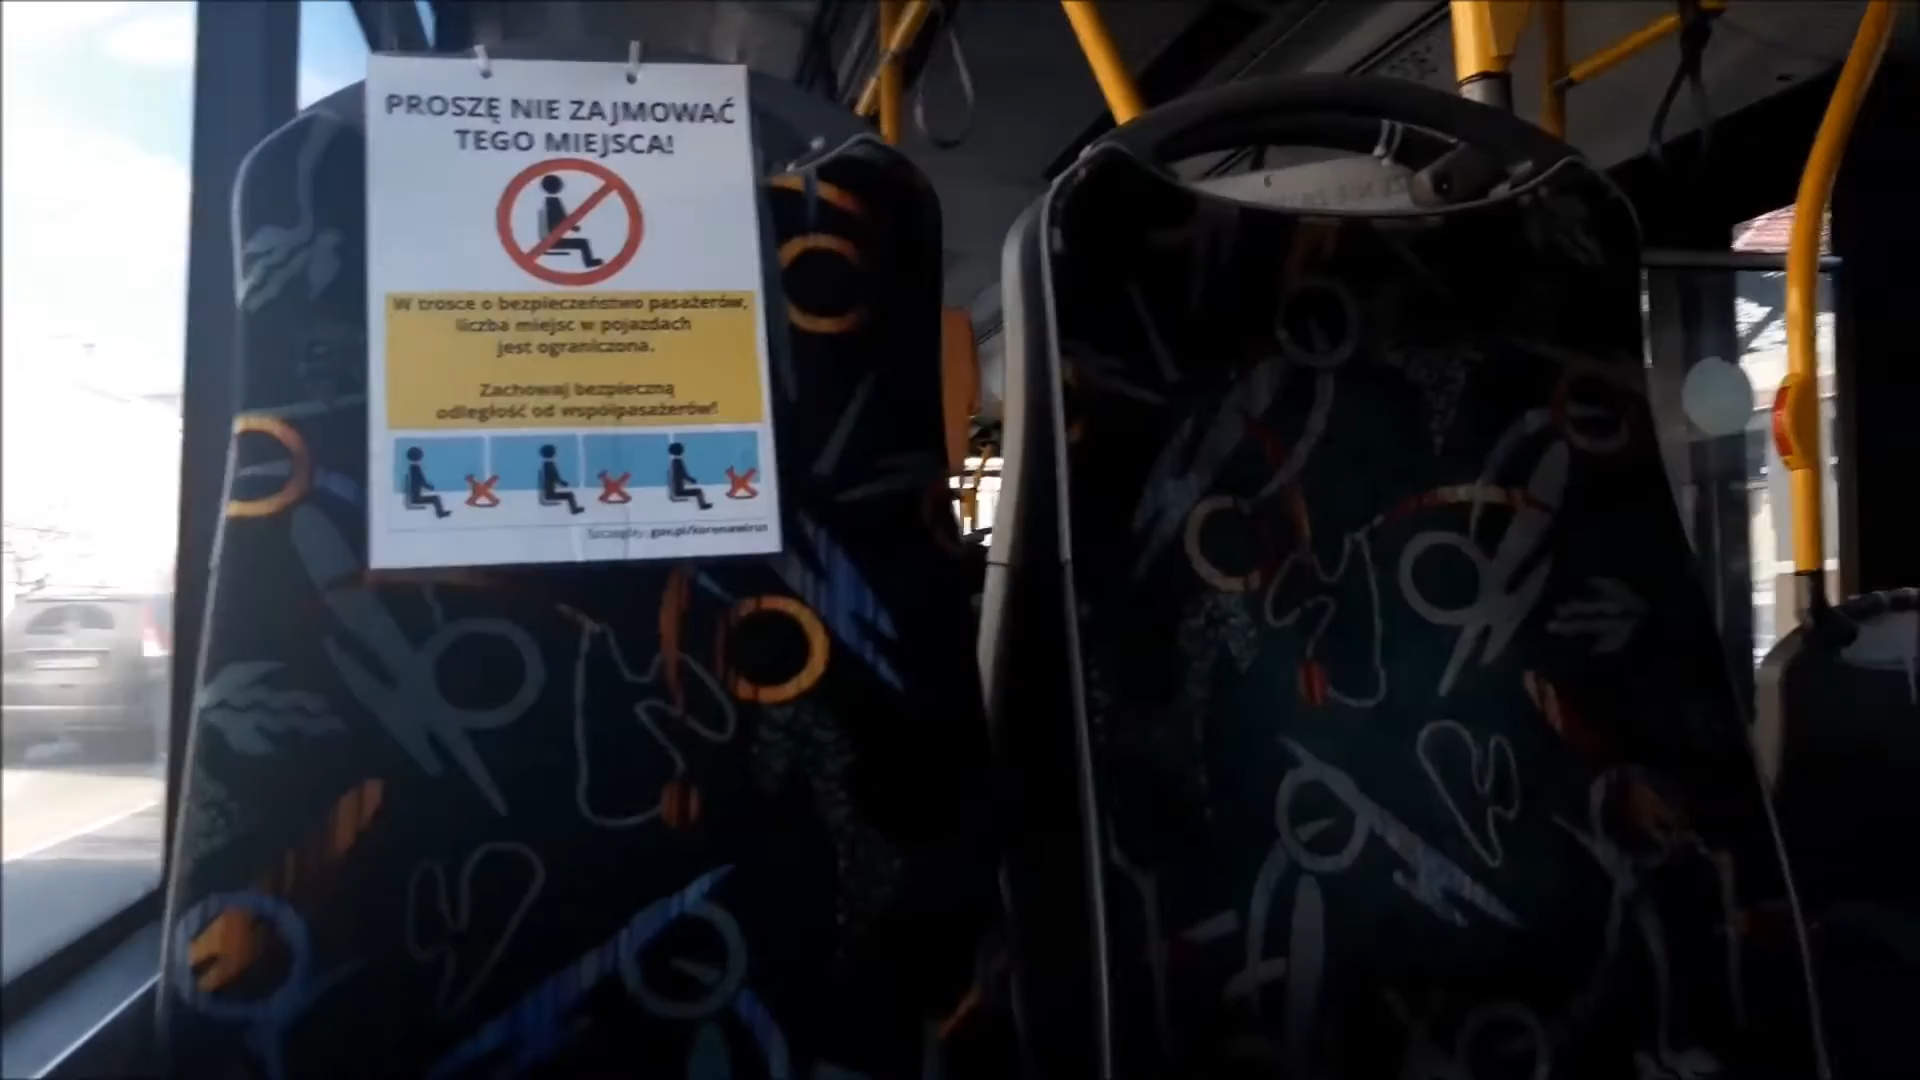 PROSZĘ NIE ZAJMOWAĆ
TEGO MIEJSCA!
W trosce o bezpieczeństwo pasażerów,
liczba miejsc w pojazdach
jest ograniczona.
Zachowaj bezpieczną
odległość od współpasażerów!
Szczegóły: gov.pl/koronawirus